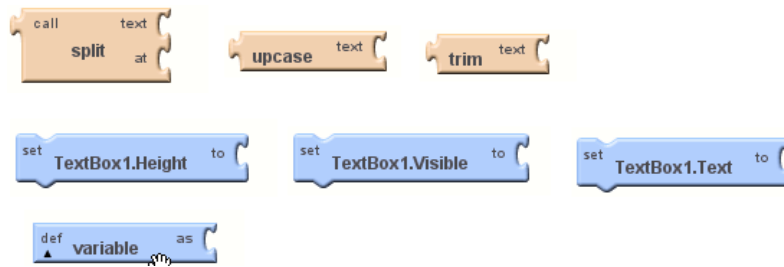 call text
split at
upcase text
trim text
set TextBox1.Height to
set TextBox1.Visible to
set TextBox1.Text to
def variable as